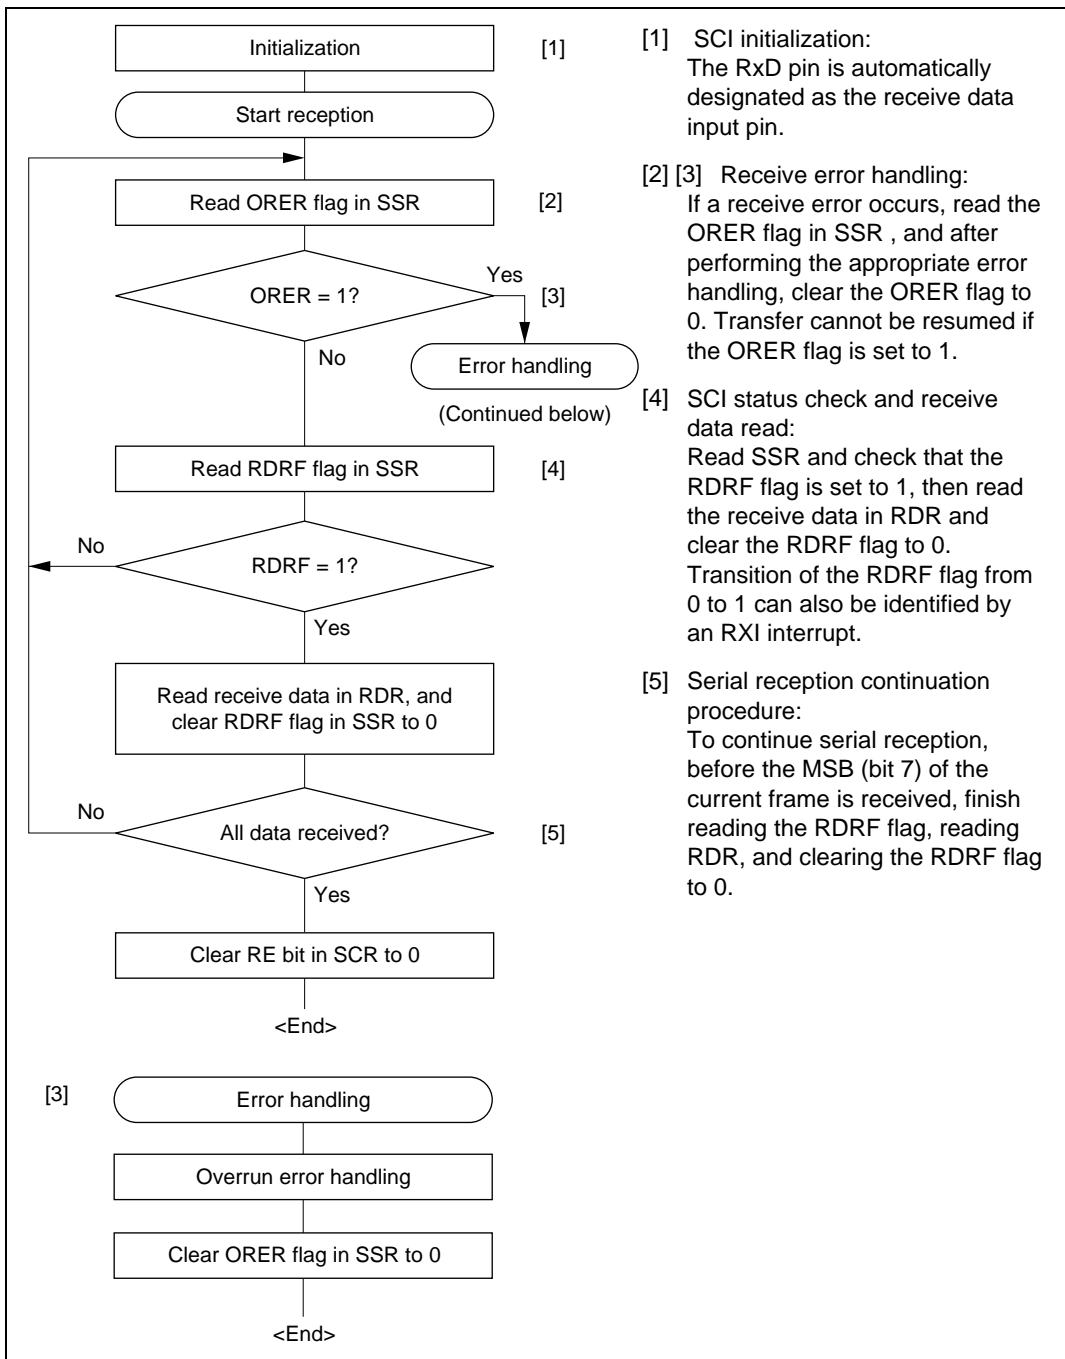 Initialization
[1]
Start reception
Read ORER flag in SSR
[2]
ORER = 1?
Yes
[3]
No
Error handling
(Continued below)
Read RDRF flag in SSR
[4]
No
RDRF = 1?
Yes
Read receive data in RDR, and
clear RDRF flag in SSR to 0
No
All data received?
[5]
Yes
Clear RE bit in SCR to 0
<End>
[3]
Error handling
Overrun error handling
Clear ORER flag in SSR to 0
<End>
[1] SCI initialization:
The RxD pin is automatically
designated as the receive data
input pin.
[2] [3] Receive error handling:
If a receive error occurs, read the
ORER flag in SSR , and after
performing the appropriate error
handling, clear the ORER flag to
0. Transfer cannot be resumed if
the ORER flag is set to 1.
[4] SCI status check and receive
data read:
Read SSR and check that the
RDRF flag is set to 1, then read
the receive data in RDR and
clear the RDRF flag to 0.
Transition of the RDRF flag from
0 to 1 can also be identified by
an RXI interrupt.
[5] Serial reception continuation
procedure:
To continue serial reception,
before the MSB (bit 7) of the
current frame is received, finish
reading the RDRF flag, reading
RDR, and clearing the RDRF flag
to 0.